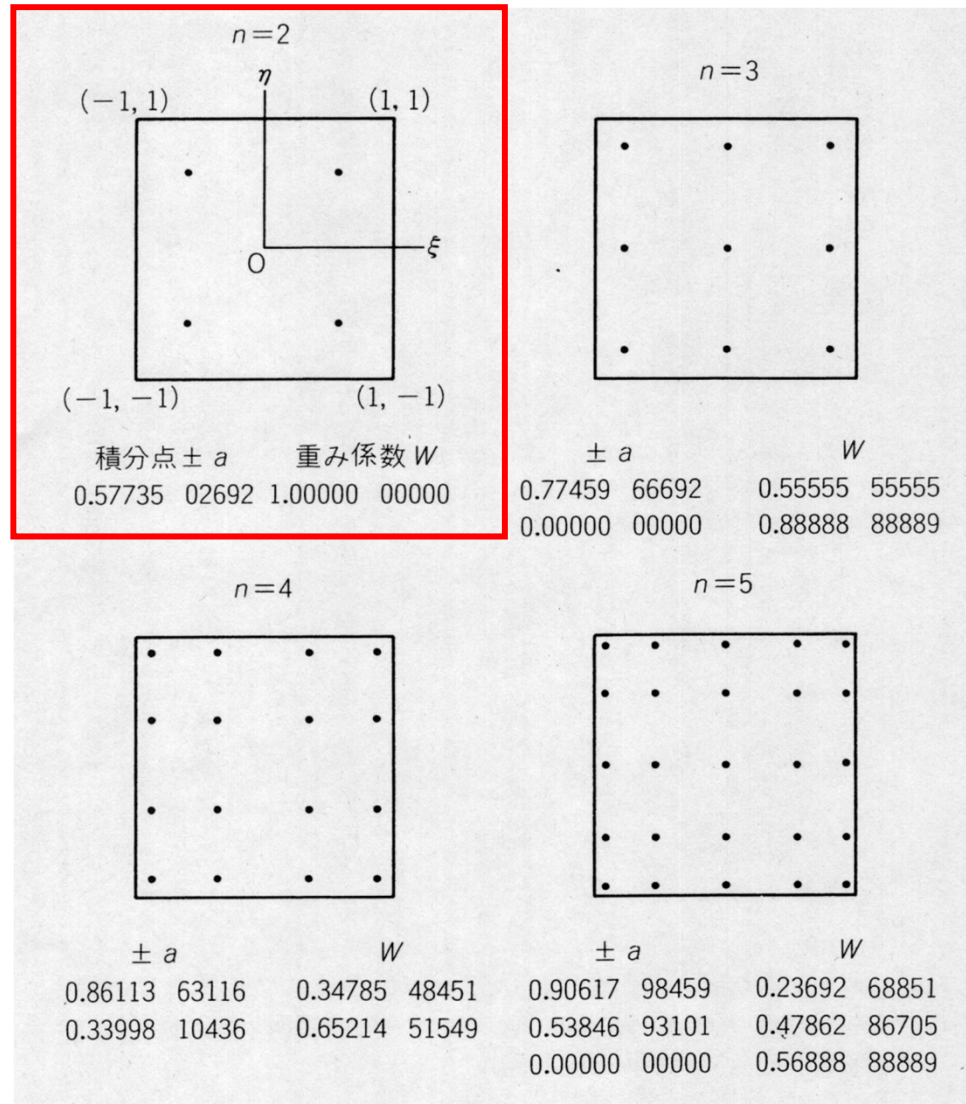 n=2
η
(-1, 1) (1, 1)
ξ
O
(-1, -1) (1, -1)
積分点± a 重み係数 W
0.57735 02692 1.00000 00000
n=3
± a W
0.77459 66692 0.55555 55555
0.00000 00000 0.88888 88889
n=4
± a W
0.86113 63116 0.34785 48451
0.33998 10436 0.65214 51549
n=5
± a W
0.90617 98459 0.23692 68851
0.53846 93101 0.47862 86705
0.00000 00000 0.56888 88889